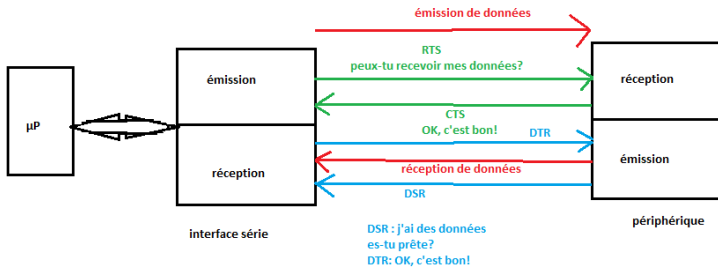 émission de données
RTS
peux-tu recevoir mes données?
émission
réception
µP
CTS
OK, c'est bon!
DTR
réception
émission
réception de données
DSR
périphérique
interface série
DSR : j'ai des données
es-tu prête?
DTR: OK, c'est bon!